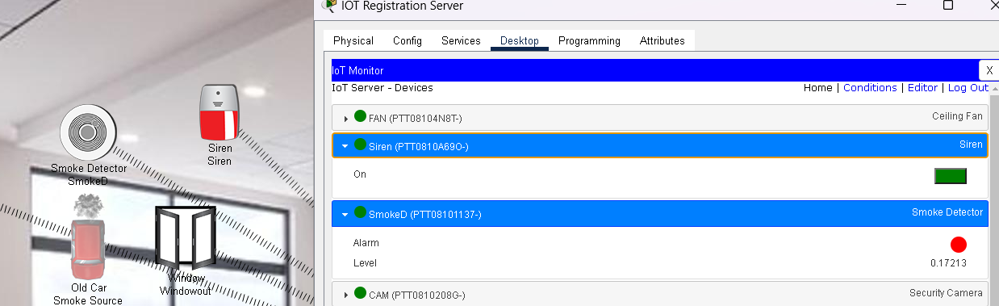 IOT Registration Server
Physical Config Services Desktop Programming Attributes
IoT Monitor X
IoT Server - Devices Home | Conditions | Editor | Log Out
FAN (PTT08104N8T-) Ceiling Fan
Siren (PTT0810A69O-) Siren
On
SmokeD (PTT08101137-) Smoke Detector
Alarm
Level 0.17213
CAM (PTT0810208G-) Security Camera
Siren
Siren
Smoke Detector
SmokeD
Window
Windowout
Old Car
Smoke Source